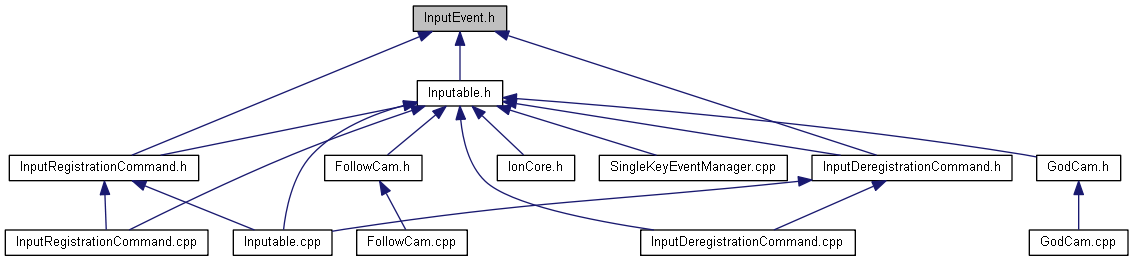 InputEvent.h
Inputable.h
InputRegistrationCommand.h
FollowCam.h
IonCore.h
SingleKeyEventManager.cpp
InputDeregistrationCommand.h
GodCam.h
InputRegistrationCommand.cpp
Inputable.cpp
FollowCam.cpp
InputDeregistrationCommand.cpp
GodCam.cpp